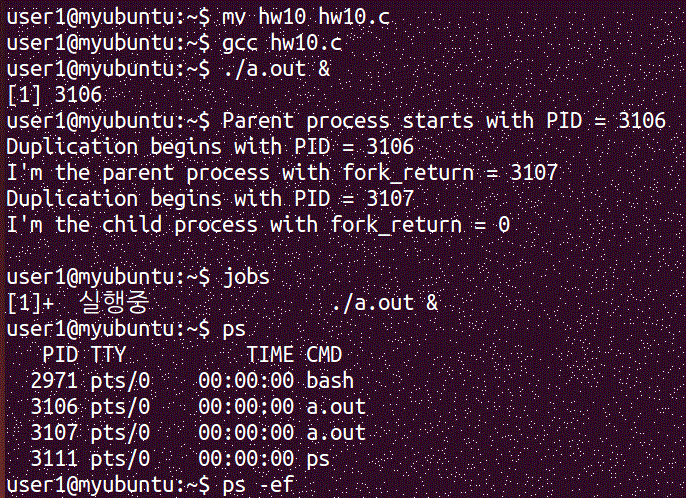 user1@myubuntu:~$ mv hw10 hw10.c
user1@myubuntu:~$ gcc hw10.c
user1@myubuntu:~$ ./a.out &
[1] 3106
user1@myubuntu:~$ Parent process starts with PID = 3106
Duplication begins with PID = 3106
I'm the parent process with fork_return = 3107
Duplication begins with PID = 3107
I'm the child process with fork_return = 0
user1@myubuntu:~$ jobs
[1]+  실행중                  ./a.out &
user1@myubuntu:~$ ps
   PID TTY          TIME CMD
  2971 pts/0    00:00:00 bash
  3106 pts/0    00:00:00 a.out
  3107 pts/0    00:00:00 a.out
  3111 pts/0    00:00:00 ps
user1@myubuntu:~$ ps -ef